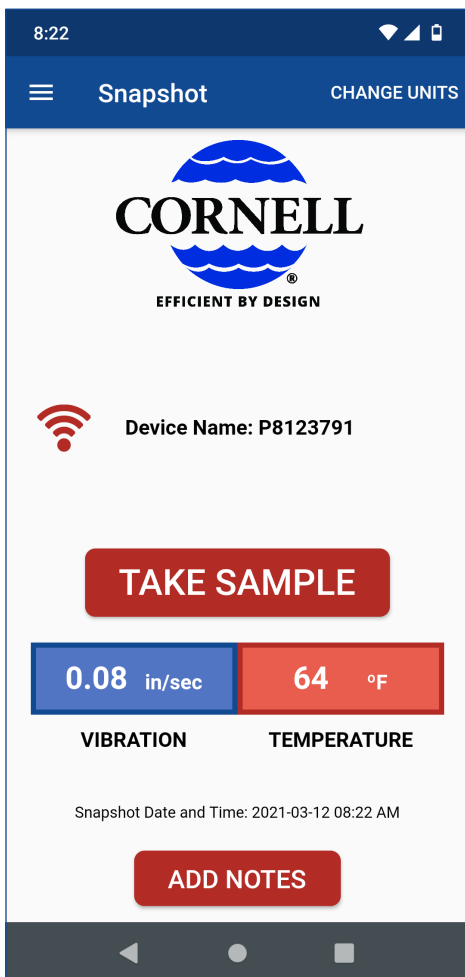 8:22
Snapshot CHANGE UNITS
CORNELL
®
EFFICIENT BY DESIGN
Device Name: P8123791
TAKE SAMPLE
0.08 in/sec 64 ºF
VIBRATION TEMPERATURE
Snapshot Date and Time: 2021-03-12 08:22 AM
ADD NOTES